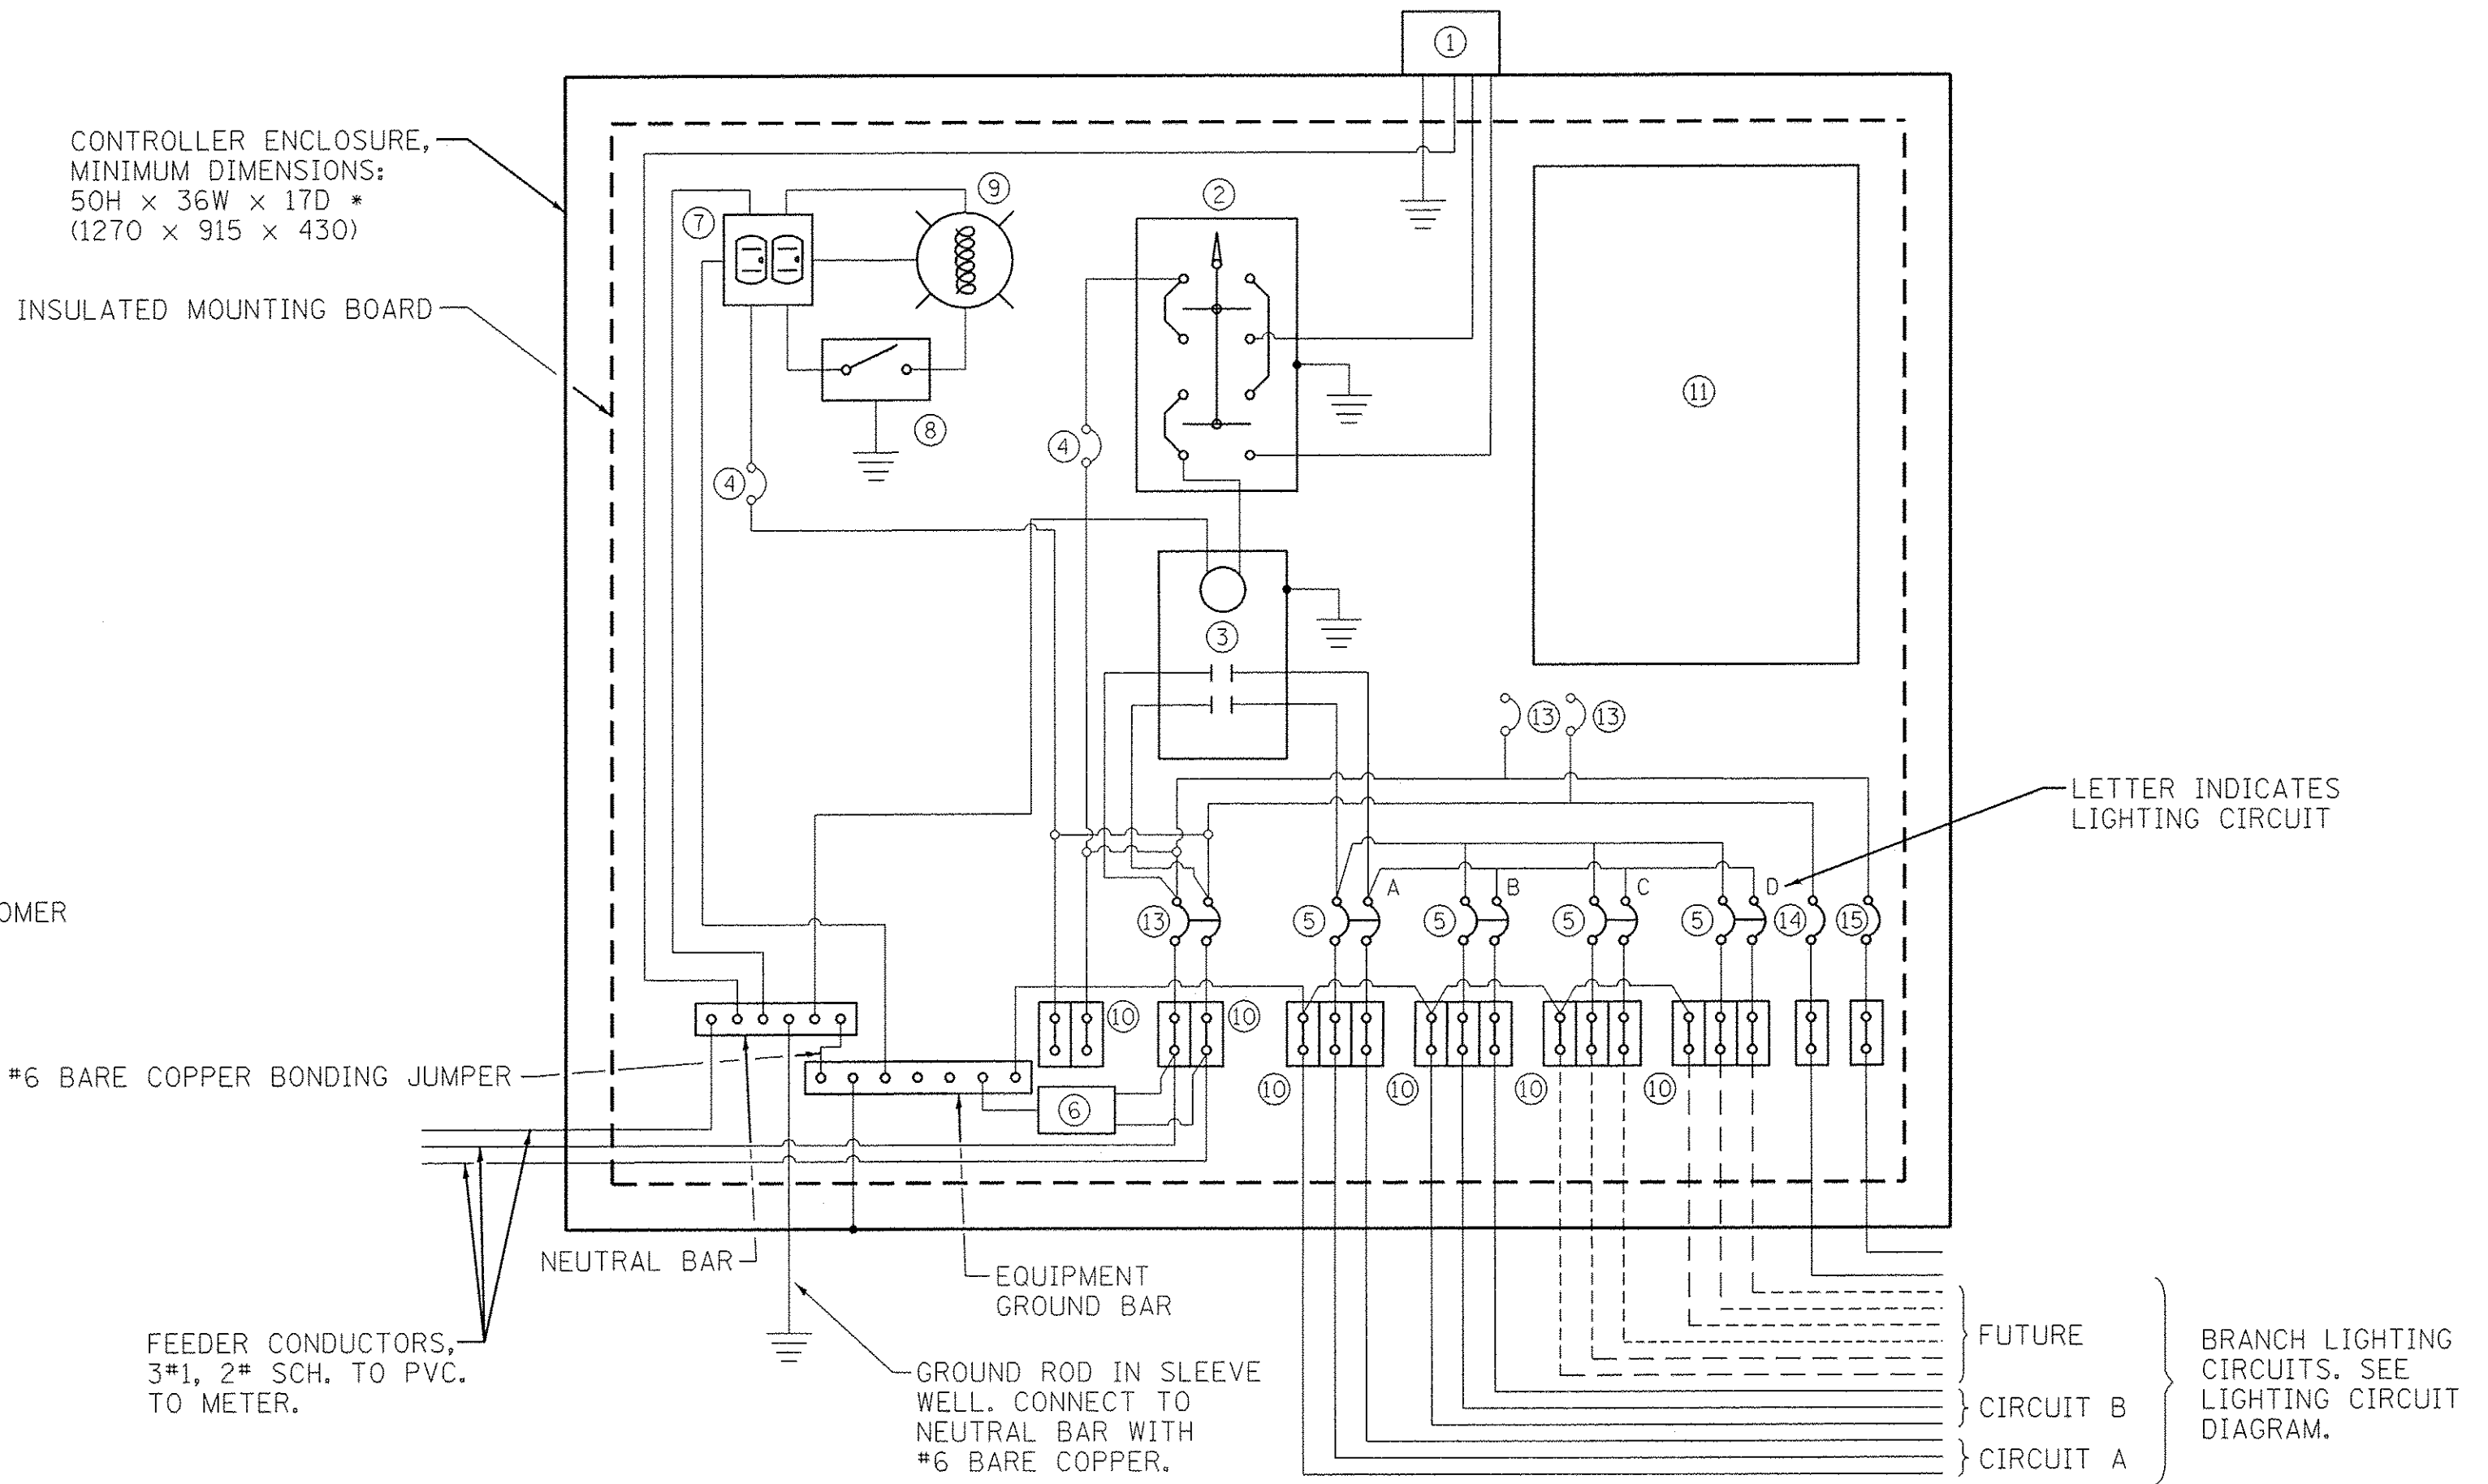 ①
CONTROLLER ENCLOSURE,
MINIMUM DIMENSIONS:
50H × 36W × 17D *
(1270 × 915 × 430)
INSULATED MOUNTING BOARD
⑦
⑨
②
⑧
④
④
⑪
③
⑬
⑬
LETTER INDICATES
LIGHTING CIRCUIT
OMER
A
B
C
D
⑬
⑤
⑤
⑤
⑤
⑭
⑮
⑩
⑩
#6 BARE COPPER BONDING JUMPER
⑥
⑩
⑩
⑩
⑩
NEUTRAL BAR
EQUIPMENT
GROUND BAR
FEEDER CONDUCTORS,
3#1, 2# SCH. TO PVC.
TO METER.
GROUND ROD IN SLEEVE
WELL. CONNECT TO
NEUTRAL BAR WITH
#6 BARE COPPER.
FUTURE
CIRCUIT B
CIRCUIT A
BRANCH LIGHTING
CIRCUITS. SEE
LIGHTING CIRCUIT
DIAGRAM.